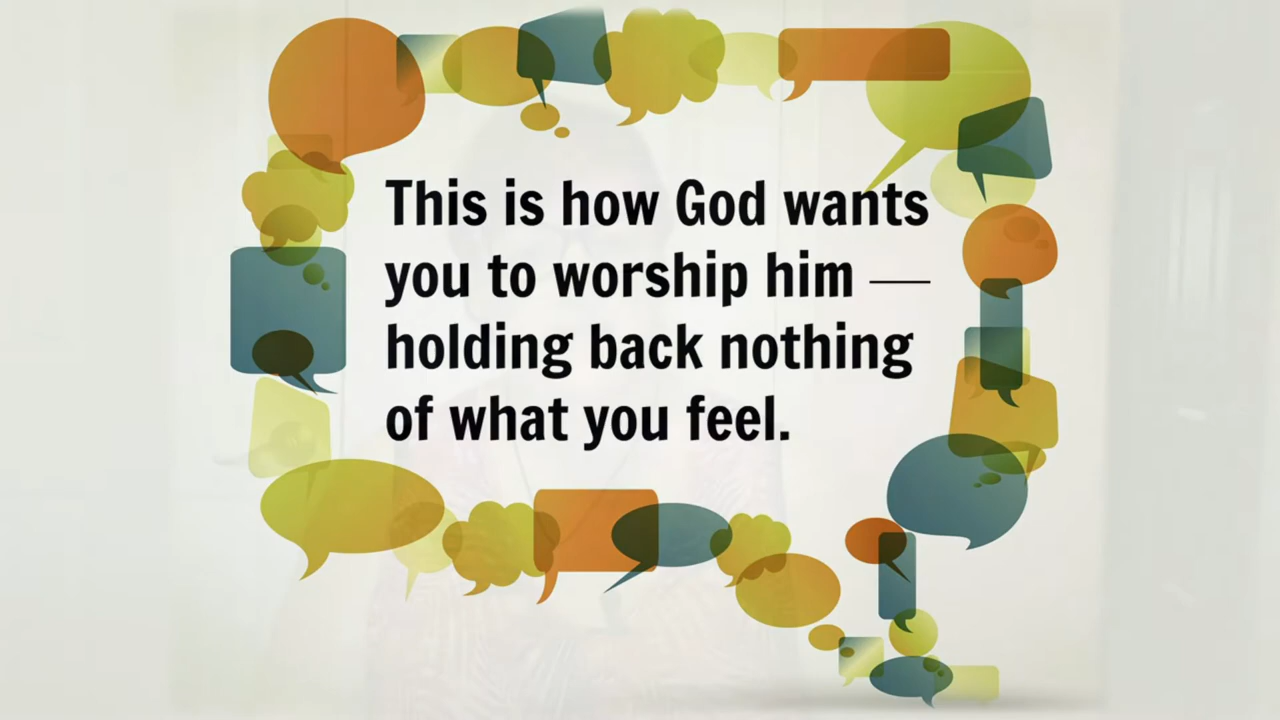 This is how God wants
you to worship him —
holding back nothing
of what you feel.